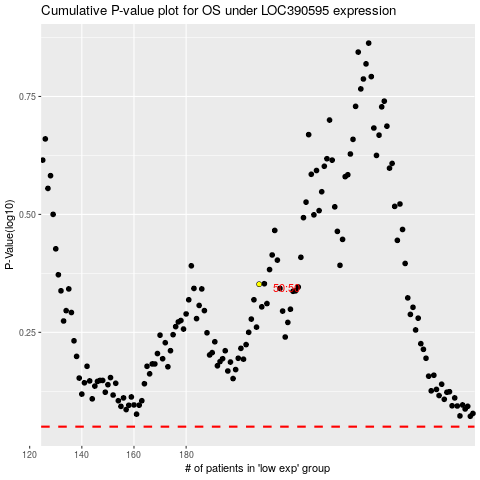 Cumulative P-value plot for OS under LOC390595 expression
P-Value(log10)
0.75
0.50
0.25
50:50
120 140 160 180
# of patients in 'low exp' group